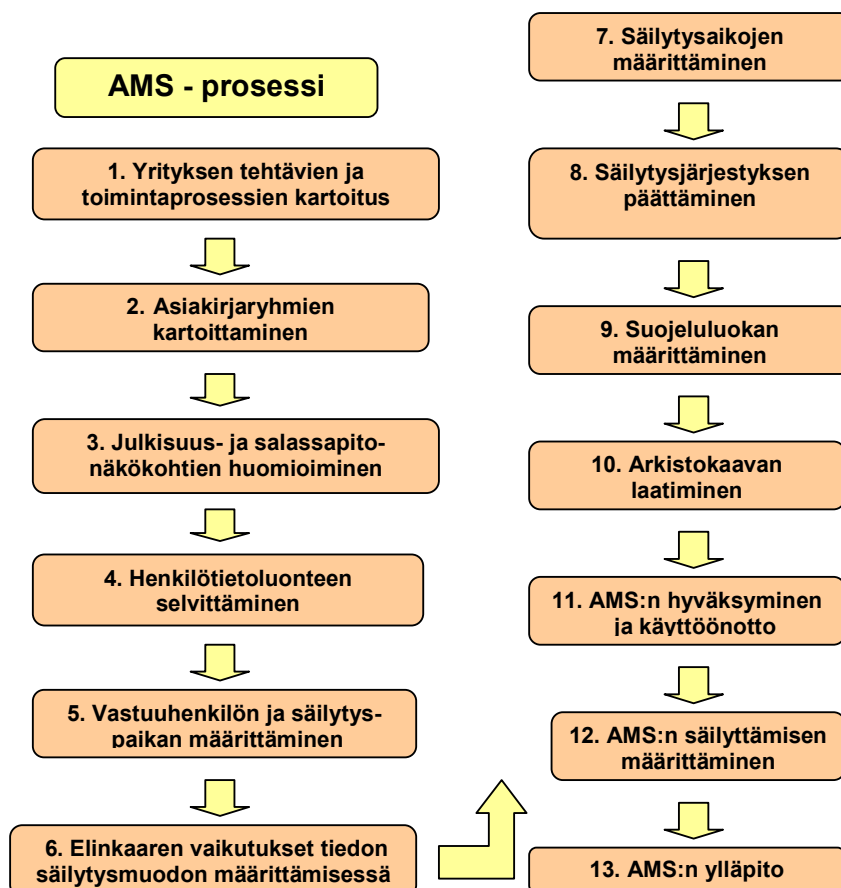 AMS - prosessi
1. Yrityksen tehtävien ja
toimintaprosessien kartoitus
2. Asiakirjaryhmien
kartoittaminen
3. Julkisuus- ja salassapito-
näkökohtien huomioiminen
4. Henkilötietoluonteen
selvittäminen
5. Vastuuhenkilön ja säilytys-
paikan määrittäminen
6. Elinkaaren vaikutukset tiedon
säilytysmuodon määrittämisessä
7. Säilytysaikojen
määrittäminen
8. Säilytysjärjestyksen
päättäminen
9. Suojeluluokan
määrittäminen
10. Arkistokaavan
laatiminen
11. AMS:n hyväksyminen
ja käyttöönotto
12. AMS:n säilyttämisen
määrittäminen
13. AMS:n ylläpito